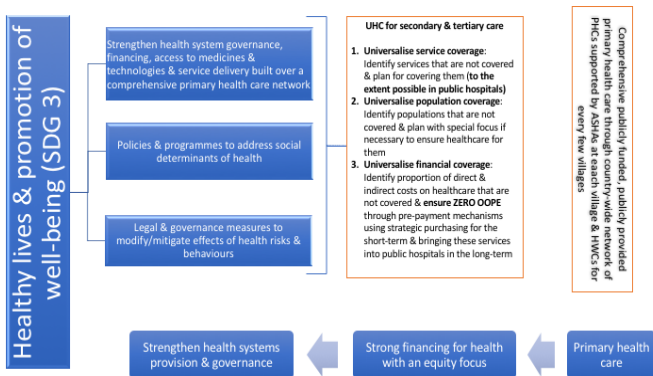 Healthy lives & promotion of
well-being (SDG 3)
Strengthen health system governance,
financing, access to medicines &
technologies & service delivery built over a
comprehensive primary health care network
Policies & programmes to address social
determinants of health
Legal & governance measures to
modify/mitigate effects of health risks &
behaviours
UHC for secondary & tertiary care
1. Universalise service coverage:
Identify services that are not covered
& plan for covering them (to the
extent possible in public hospitals)
2. Universalise population coverage:
Identify populations that are not
covered & plan with special focus if
necessary to ensure healthcare for
them
3. Universalise financial coverage:
Identify proportion of direct &
indirect costs on healthcare that are
not covered & ensure ZERO OOPE
through pre-payment mechanisms
using strategic purchasing for the
short-term & bringing these services
into public hospitals in the long-term
Comprehensive publicly funded, publicly provided
primary health care through country-wide network of
PHCs supported by ASHAs at eaach village & HWCs for
every few villages
Strengthen health systems
provision & governance
Strong financing for health
with an equity focus
Primary health
care